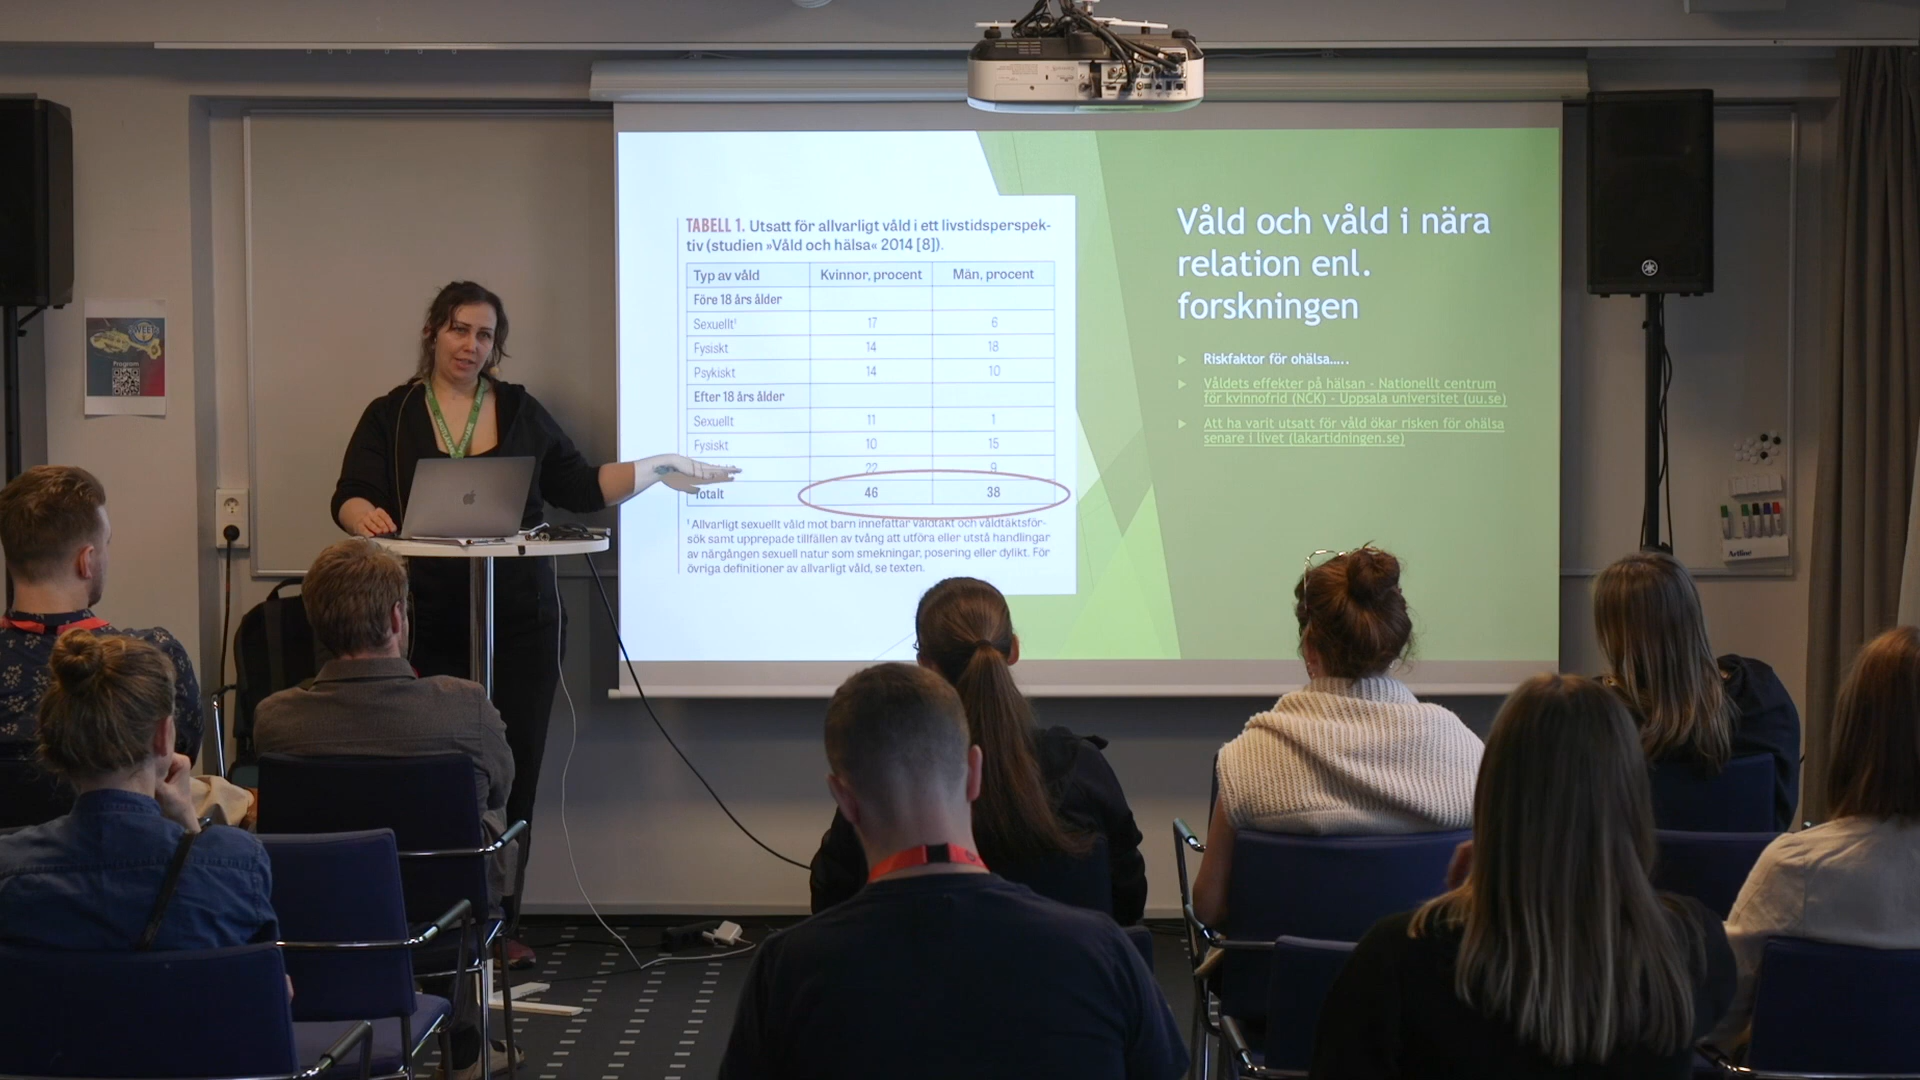 TABELL 1. Utsatt för allvarligt våld i ett livstidsperspek-
tiv (studien »Våld och hälsa« 2014 [8]).
Typ av våld Kvinnor, procent Män, procent
Före 18 års ålder
Sexuellt¹ 17 6
Fysiskt 14 18
Psykiskt 14 10
Efter 18 års ålder
Sexuellt 11 1
Fysiskt 10 15
22 9
Totalt 46 38
¹ Allvarligt sexuellt våld mot barn innefattar våldtäkt och våldtäktsför-
sök samt upprepade tillfällen av tvång att utföra eller utstå handlingar
av närgången sexuell natur som smekningar, posering eller dylikt. För
övriga definitioner av allvarligt våld, se texten.
Våld och våld i nära
relation enl.
forskningen
Riskfaktor för ohälsa.....
Våldets effekter på hälsan - Nationellt centrum
för kvinnofrid (NCK) - Uppsala universitet (uu.se)
Att ha varit utsatt för våld ökar risken för ohälsa
senare i livet (lakartidningen.se)
SWEETS
Program
Artline